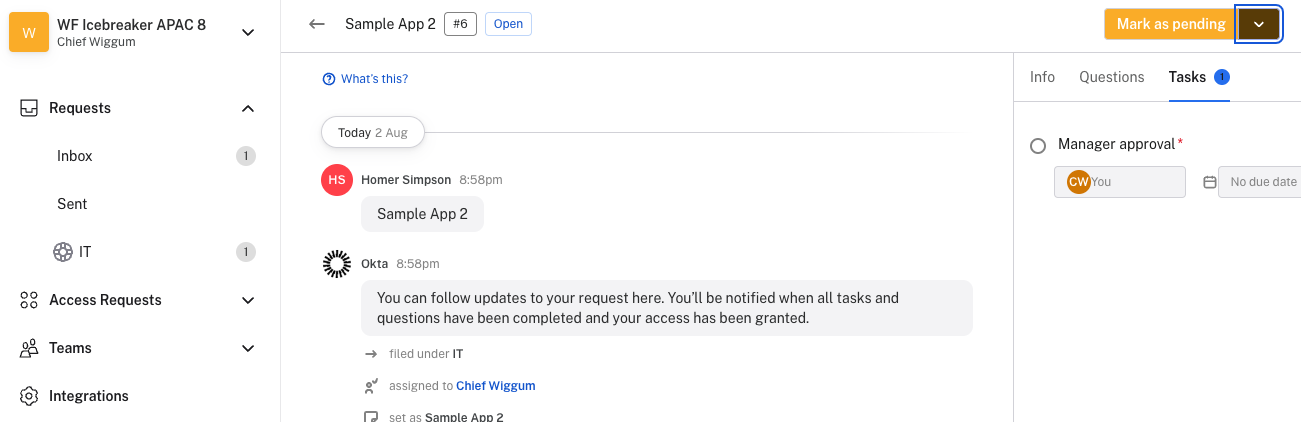 W
WF Icebreaker APAC 8
Chief Wiggum
Requests
Inbox
1
Sent
IT
1
Access Requests
Teams
Integrations
Sample App 2
#6
Open
Mark as pending
What's this?
Today 2 Aug
HS
Homer Simpson 8:58pm
Sample App 2
Okta 8:58pm
You can follow updates to your request here. You'll be notified when all tasks and
questions have been completed and your access has been granted.
filed under IT
assigned to Chief Wiggum
set as Sample App 2
Info
Questions
Tasks 1
Manager approval*
CW You
No due date